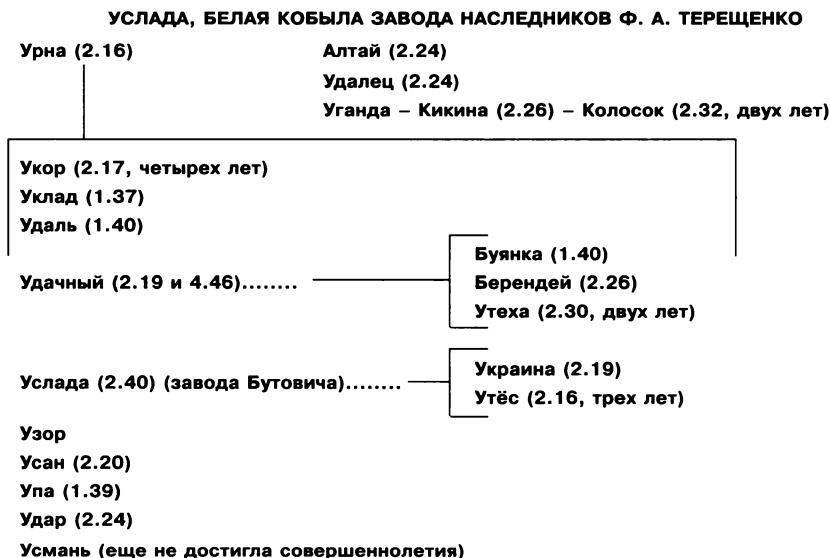 УСЛАДА, БЕЛАЯ КОБЫЛА ЗАВОДА НАСЛЕДНИКОВ Ф. А. ТЕРЕЩЕНКО
Урна (2.16)
Алтай (2.24)
Удалец (2.24)
Уганда – Кикина (2.26) – Колосок (2.32, двух лет)
Укор (2.17, четырех лет)
Уклад (1.37)
Удаль (1.40)
Удачный (2.19 и 4.46)........
Буянка (1.40)
Берендей (2.26)
Утеха (2.30, двух лет)
Услада (2.40) (завода Бутовича)........
Украина (2.19)
Утёс (2.16, трех лет)
Узор
Усан (2.20)
Упа (1.39)
Удар (2.24)
Усмань (еще не достигла совершеннолетия)